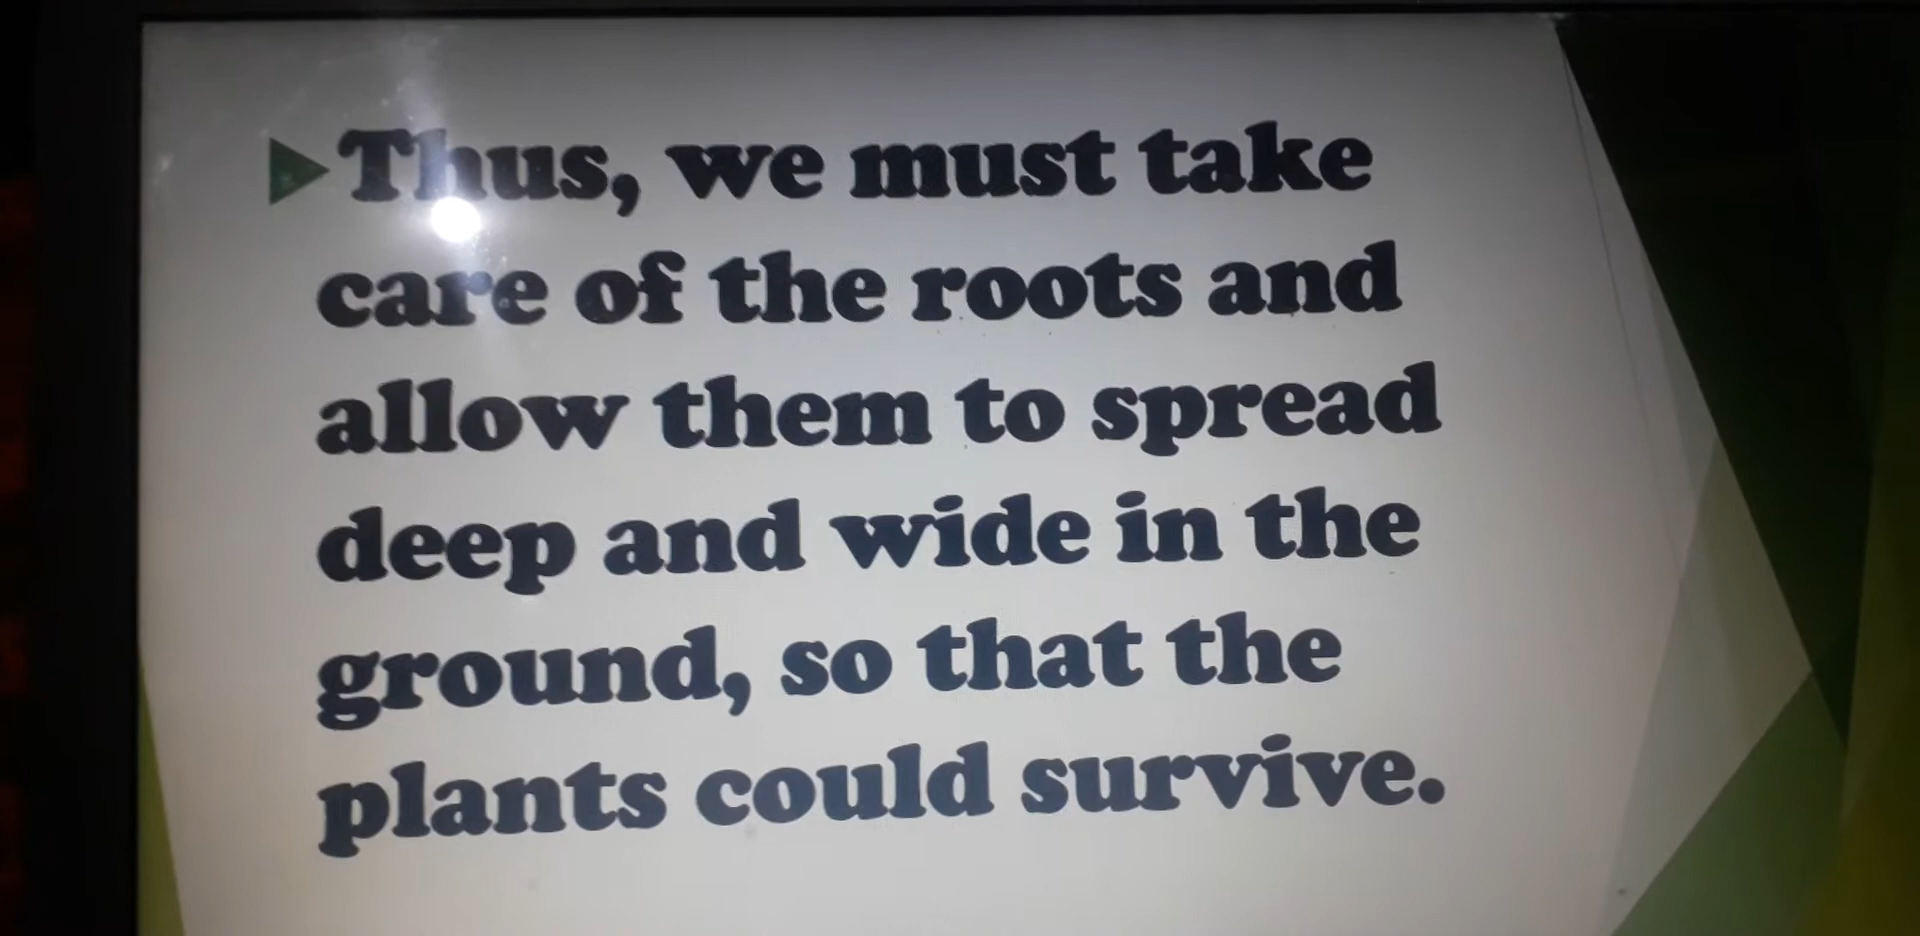 Thus, we must take
care of the roots and
allow them to spread
deep and wide in the
ground, so that the
plants could survive.